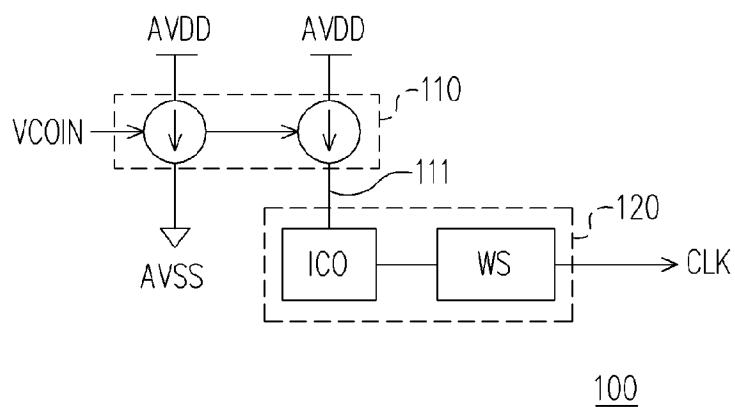 AVDD AVDD
110
VCOIN
111
120
ICO WS
CLK
AVSS
100